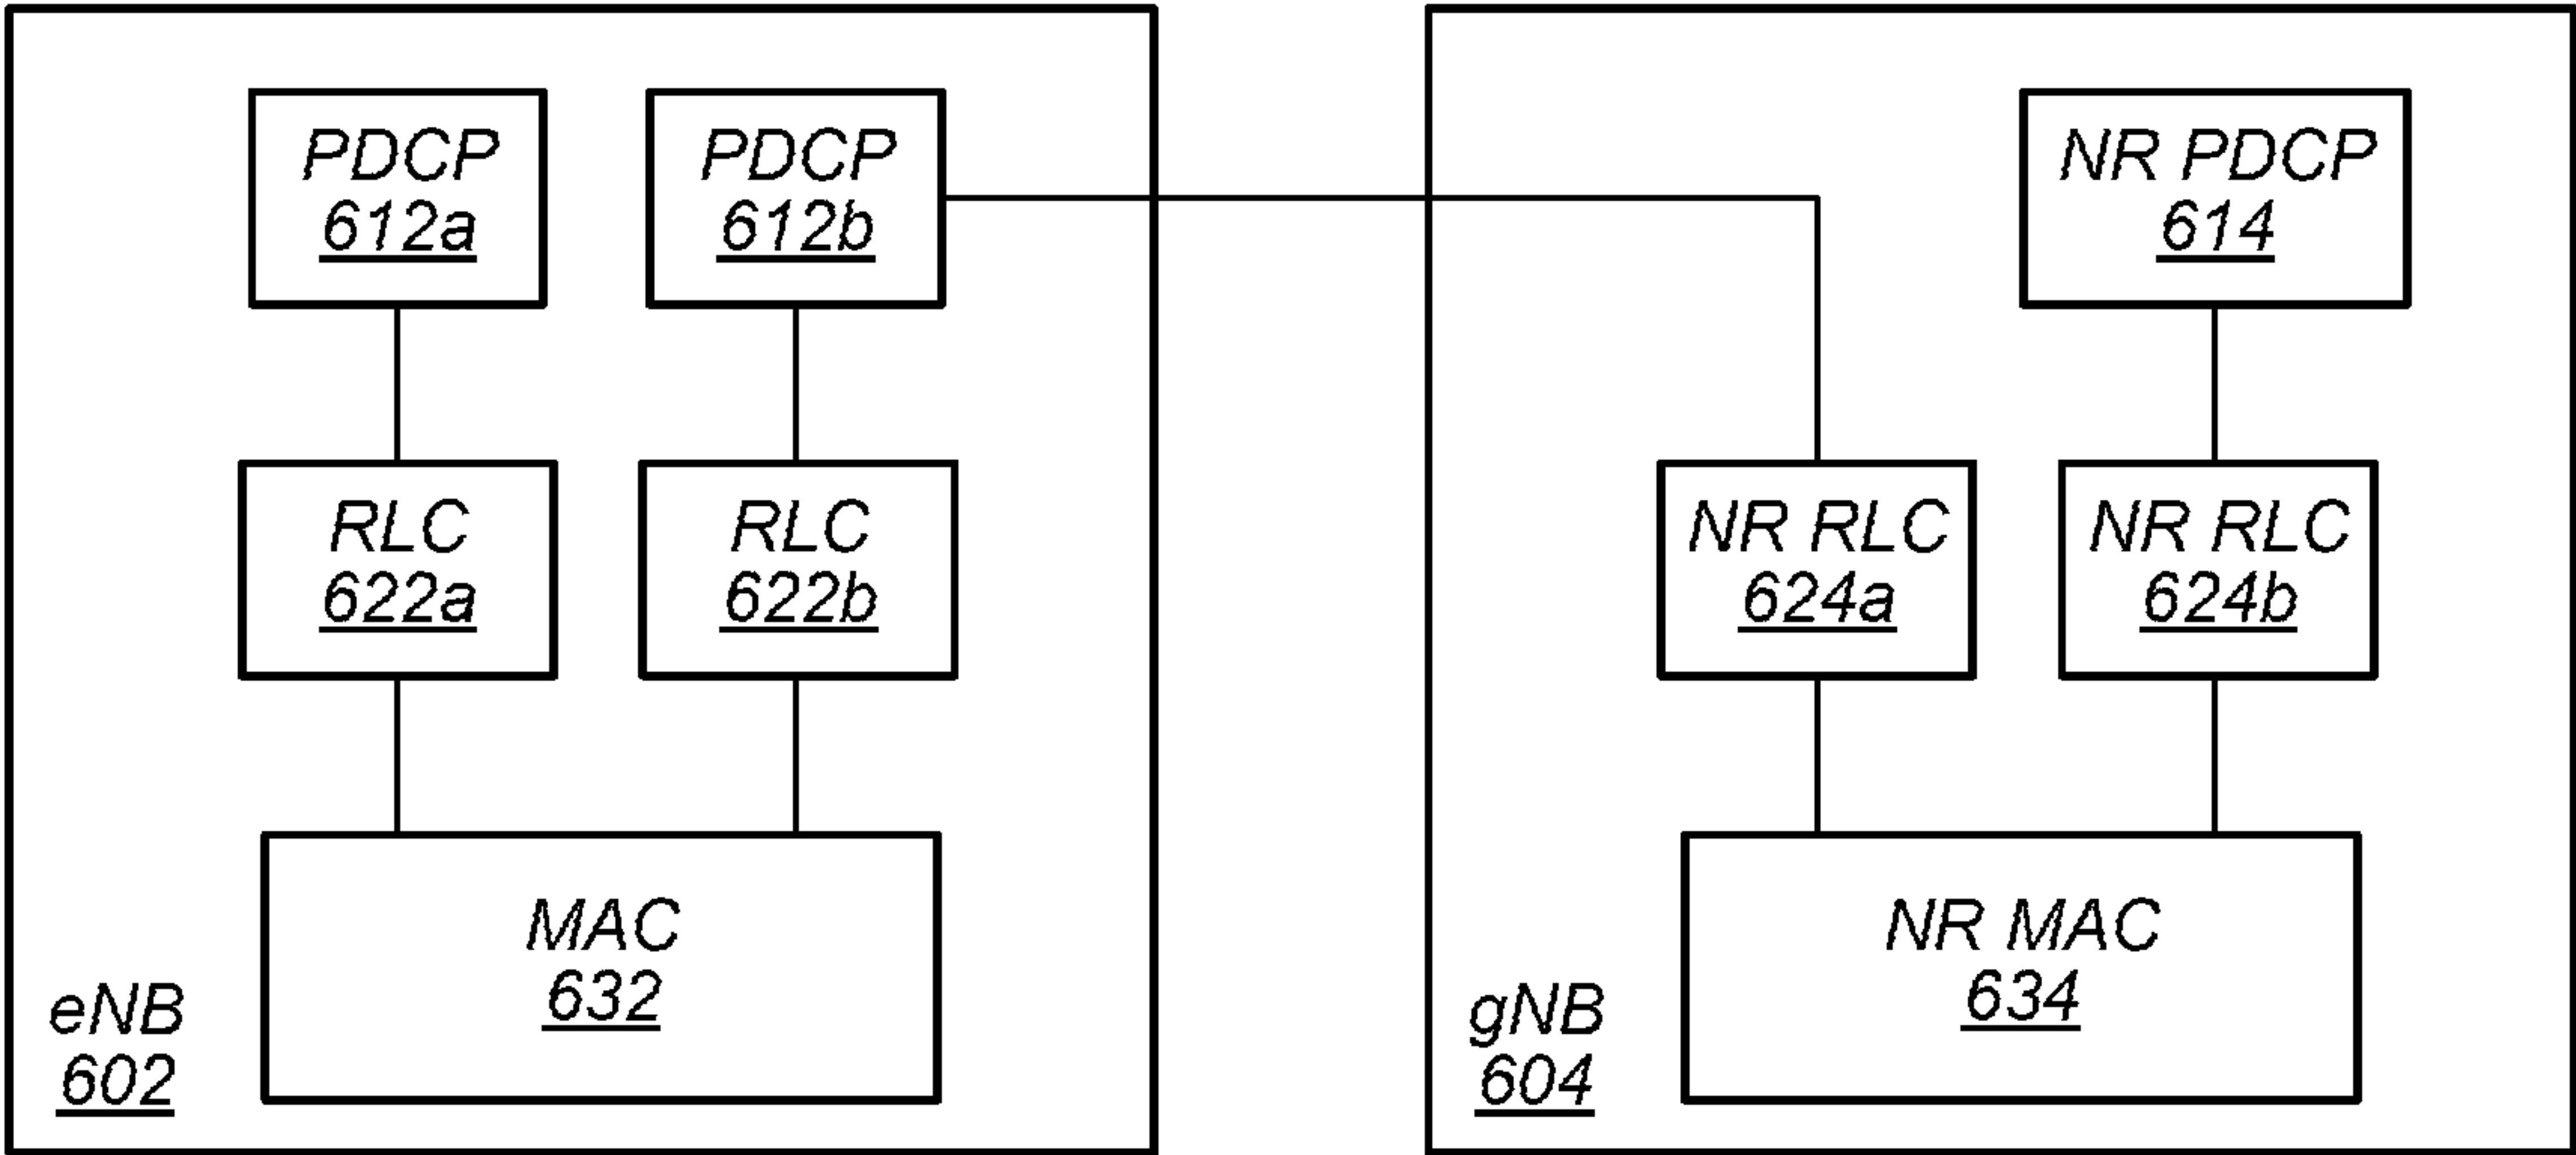 PDCP
612a
PDCP
612b
NR PDCP
614
RLC
622a
RLC
622b
NR RLC
624a
NR RLC
624b
MAC
632
NR MAC
634
eNB
602
gNB
604